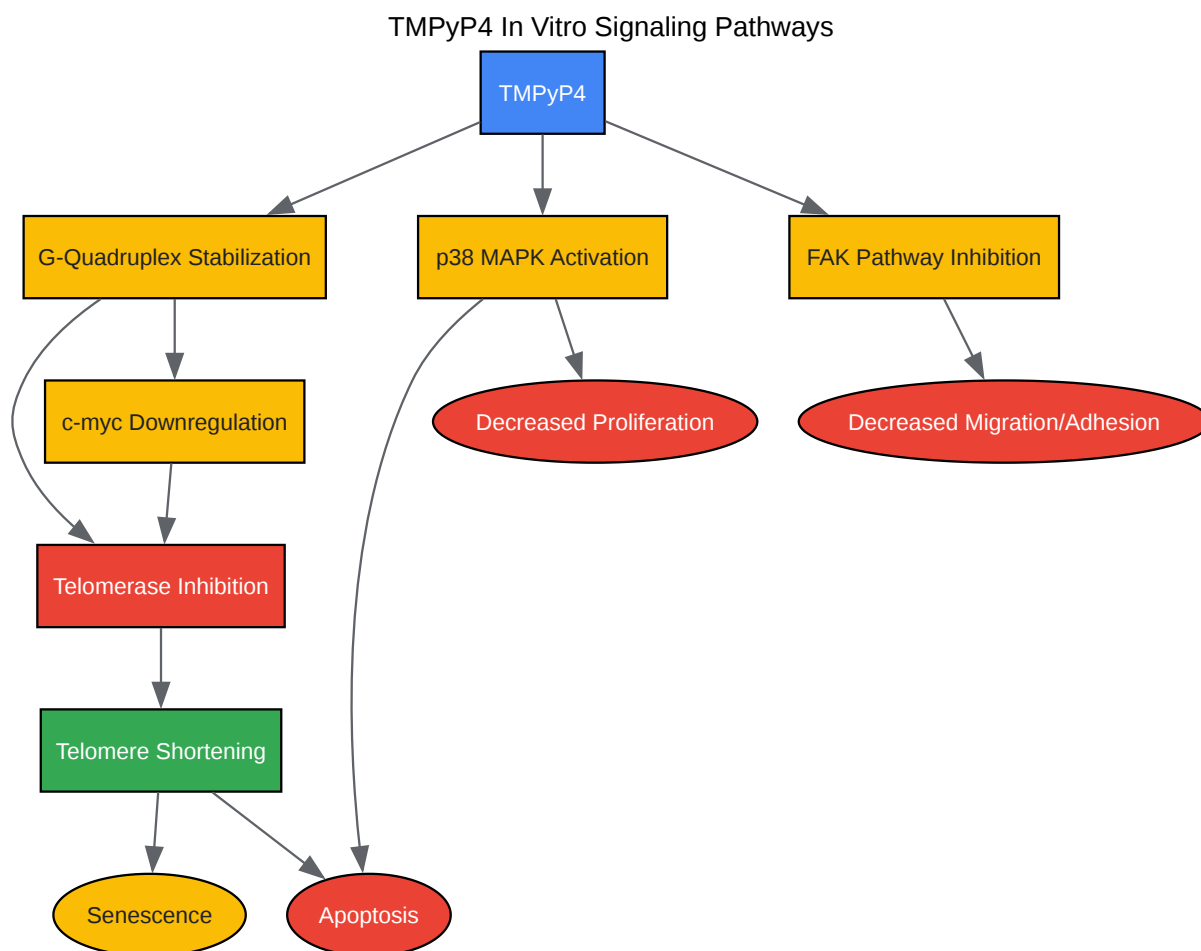 TMPyP4 In Vitro Signaling Pathways
TMPyP4
G-Quadruplex Stabilization
p38 MAPK Activation
FAK Pathway Inhibition
c-myc Downregulation
Decreased Proliferation
Decreased Migration/Adhesion
Telomerase Inhibition
Telomere Shortening
Senescence
Apoptosis